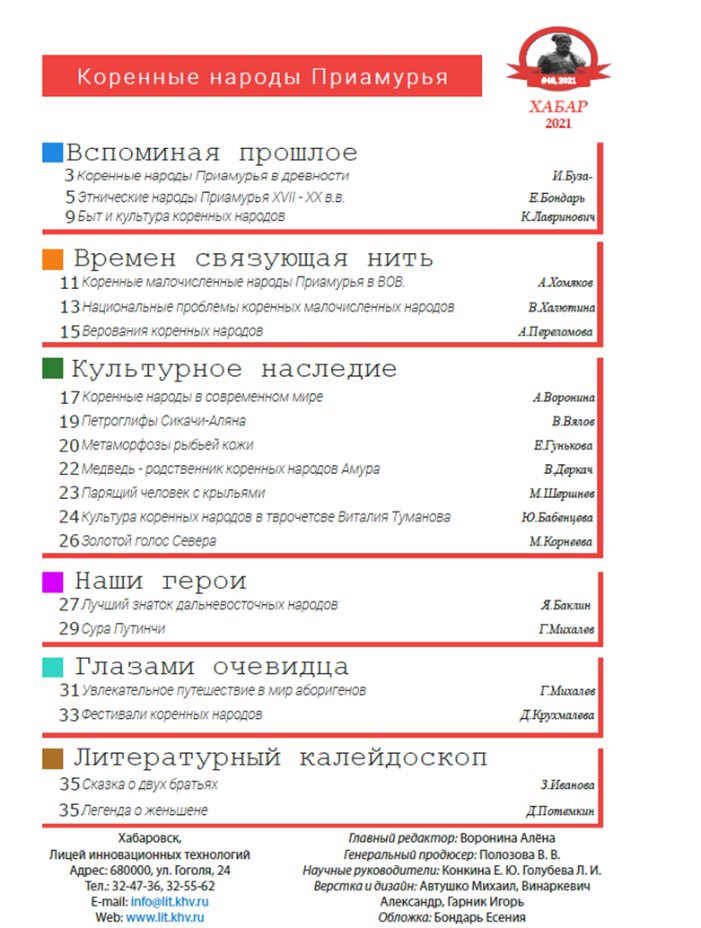 Коренные народы Приамурья
#40, 2021
ХАБАР
2021
Вспоминая прошлое
3 Коренные народы Приамурья в древности И.Буза-
5 Этнические народы Приамурья XVII - XX в.в. Е.Бондарь
9 Быт и культура коренных народов К.Лавринович
Времен связующая нить
11 Коренные малочисленные народы Приамурья в ВОВ. А.Хомяков
13 Национальные проблемы коренных малочисленных народов В.Халютина
15 Верования коренных народов А.Переломова
Культурное наследие
17 Коренные народы в современном мире А.Воронина
19 Петроглифы Сикачи-Аляна В.Вялов
20 Метаморфозы рыбьей кожи Е.Гунькова
22 Медведь - родственник коренных народов Амура В.Деркач
23 Парящий человек с крыльями М.Шершнев
24 Культура коренных народов в тврочетсве Виталия Туманова Ю.Бабенцева
26 Золотой голос Севера М.Корнеева
Наши герои
27 Лучший знаток дальневосточных народов Я.Баклин
29 Сура Путинчи Г.Михалев
Глазами очевидца
31 Увлекательное путешествие в мир аборигенов Г.Михалев
33 Фестивали коренных народов Д.Крухмалева
Литературный калейдоскоп
35 Сказка о двух братьях З.Иванова
35 Легенда о женьшене Д.Потемкин
Хабаровск,
Лицей инновационных технологий
Адрес: 680000, ул. Гоголя, 24
Тел.: 32-47-36, 32-55-62
E-mail: info@lit.khv.ru
Web: www.lit.khv.ru
Главный редактор: Воронина Алёна
Генеральный продюсер: Полозова В. В.
Научные руководители: Конкина Е. Ю. Голубева Л. И.
Верстка и дизайн: Автушко Михаил, Винаркевич
Александр, Гарник Игорь
Обложка: Бондарь Есения